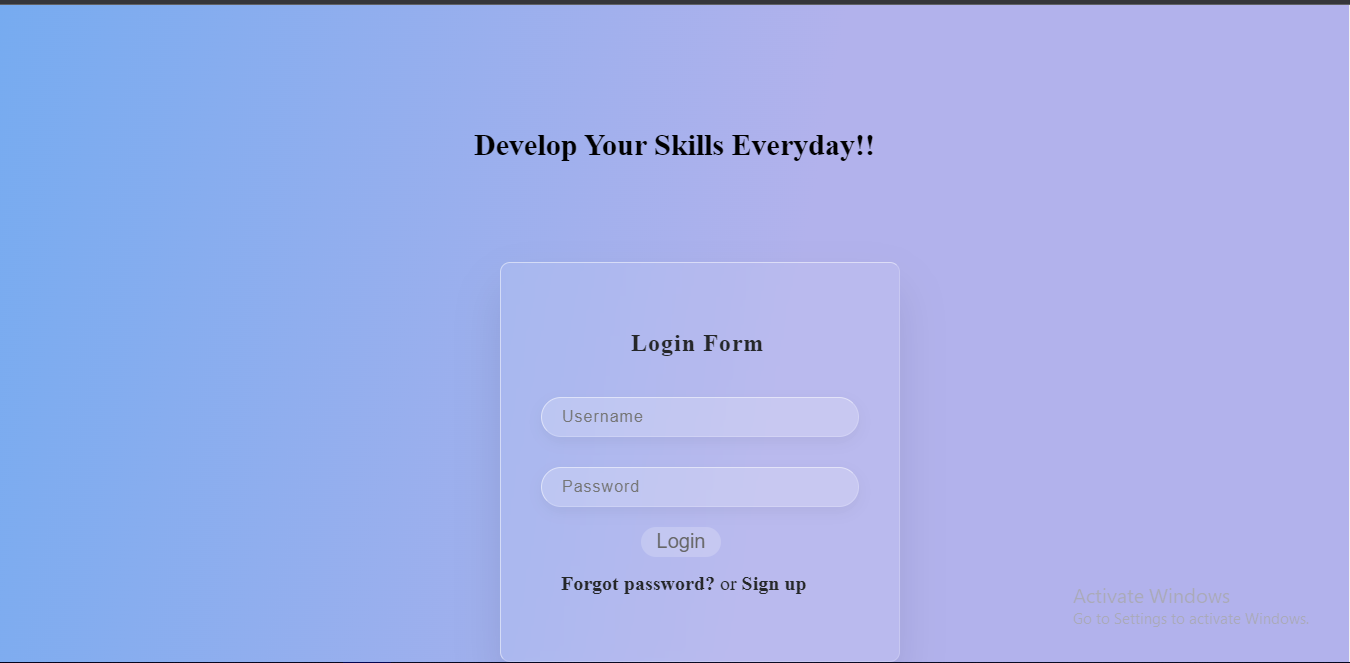 Develop Your Skills Everyday!!
Login Form
Username
Password
Login
Forgot password? or Sign up
Activate Windows
Go to Settings to activate Windows.